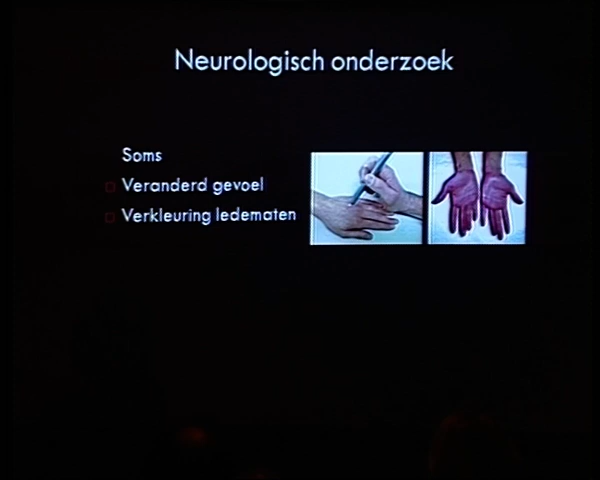 Neurologisch onderzoek
Soms
Veranderd gevoel
Verkleuring ledematen